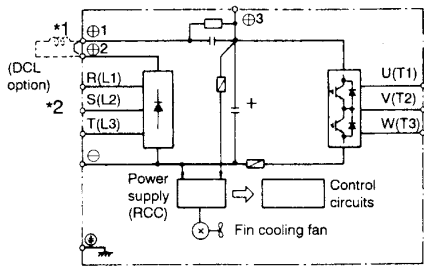 *1
⊕1
⊕3
⊕2
(DCL
option)
*2
R(L1)
S(L2)
T(L3)
+
U(T1)
V(T2)
W(T3)
⊖
Power
supply
(RCC)
Control
circuits
Fin cooling fan